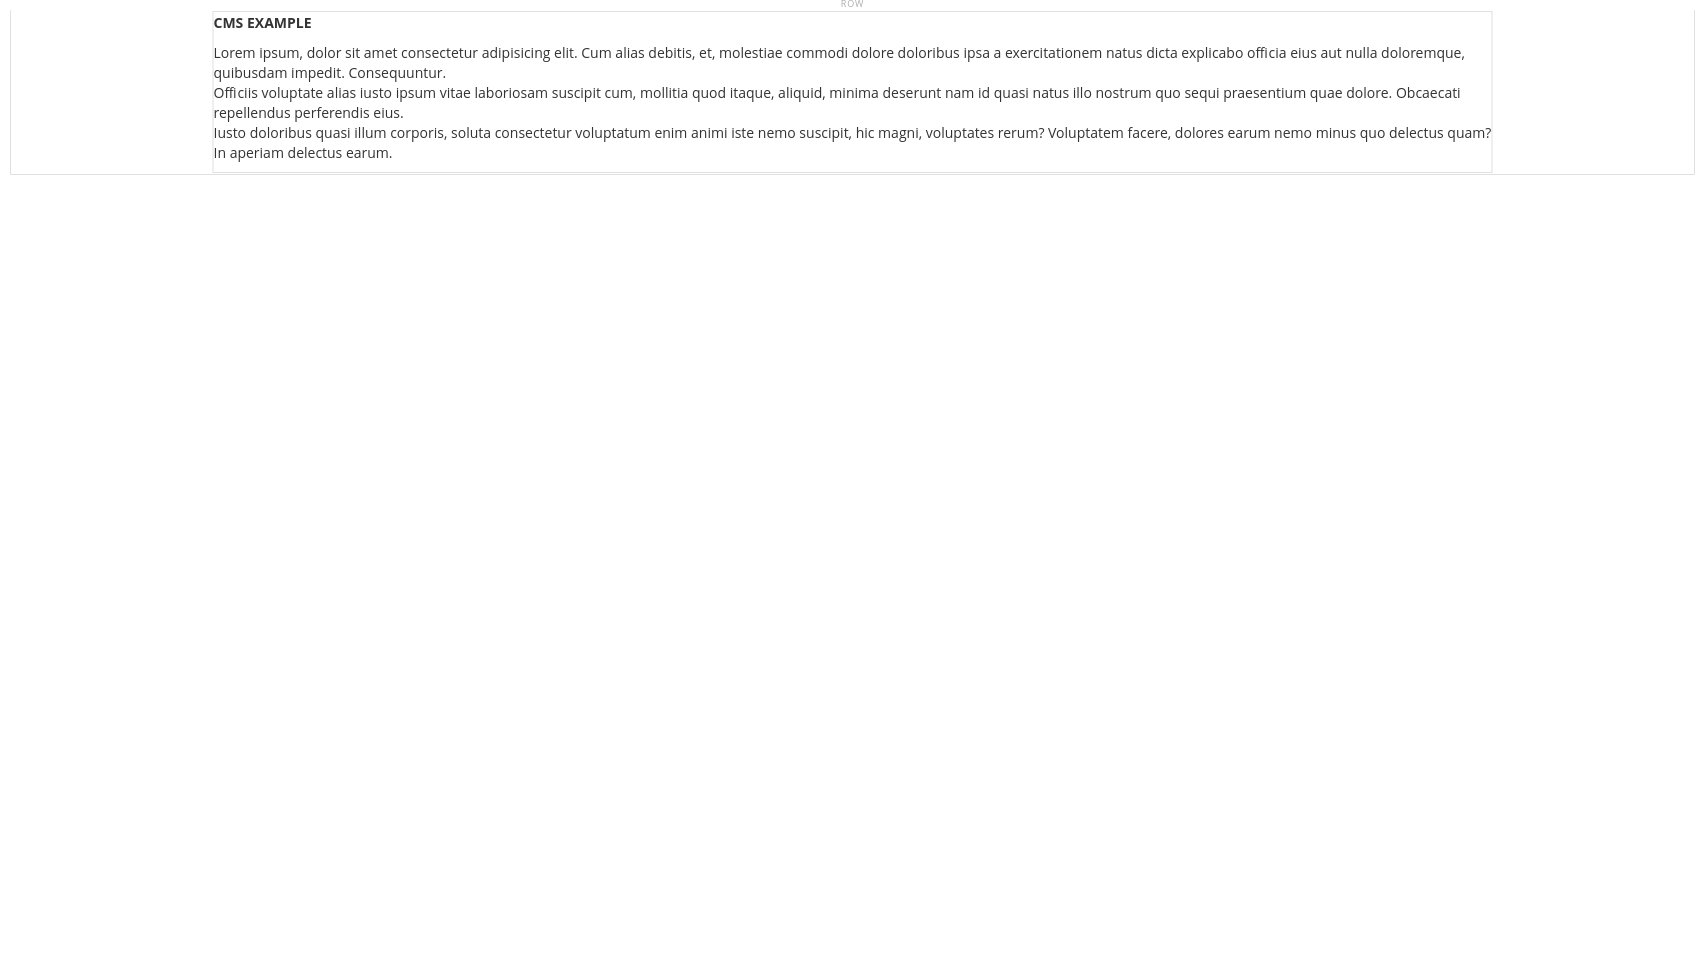 ROW
CMS EXAMPLE
Lorem ipsum, dolor sit amet consectetur adipisicing elit. Cum alias debitis, et, molestiae commodi dolore doloribus ipsa a exercitationem natus dicta explicabo officia eius aut nulla doloremque,
quibusdam impedit. Consequuntur.
Officiis voluptate alias iusto ipsum vitae laboriosam suscipit cum, mollitia quod itaque, aliquid, minima deserunt nam id quasi natus illo nostrum quo sequi praesentium quae dolore. Obcaecati
repellendus perferendis eius.
Iusto doloribus quasi illum corporis, soluta consectetur voluptatum enim animi iste nemo suscipit, hic magni, voluptates rerum? Voluptatem facere, dolores earum nemo minus quo delectus quam?
In aperiam delectus earum.